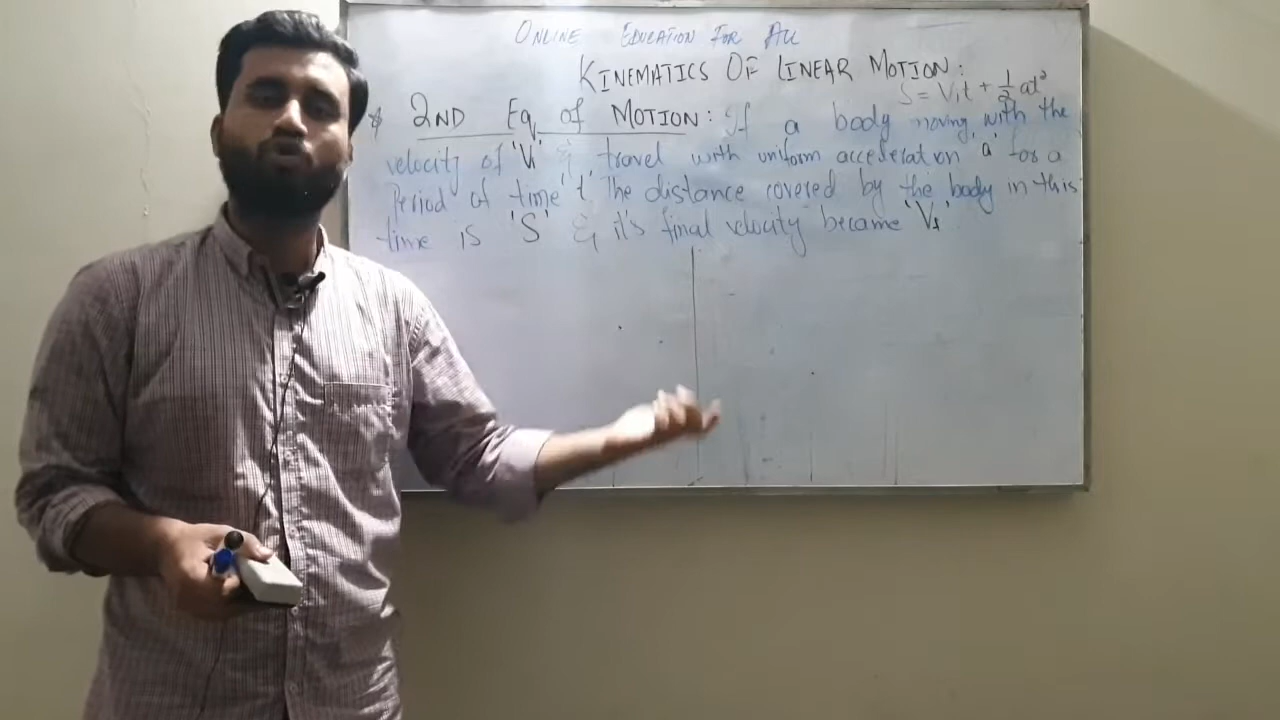 ONLINE EDUCATION FOR ALL
KINEMATICS OF LINEAR MOTION:
S = Vit + 1/2 at²
* 2ND Eq of MOTION: If a body moving with the
velocity of 'Vi' & travel with uniform acceleration 'a' for a
Period of time 't' The distance covered by the body in this
time is 'S' & it's final velocity became 'Vf'